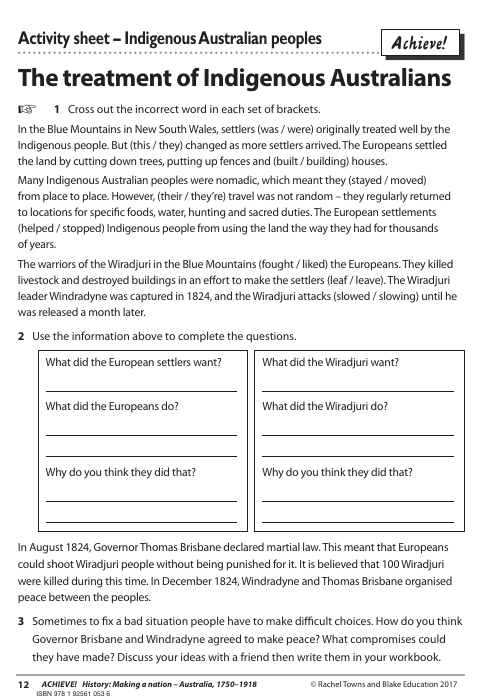 Activity sheet – Indigenous Australian peoples
Achieve!
The treatment of Indigenous Australians
1 Cross out the incorrect word in each set of brackets.
In the Blue Mountains in New South Wales, settlers (was / were) originally treated well by the
Indigenous people. But (this / they) changed as more settlers arrived. The Europeans settled
the land by cutting down trees, putting up fences and (built / building) houses.
Many Indigenous Australian peoples were nomadic, which meant they (stayed / moved)
from place to place. However, (their / they're) travel was not random – they regularly returned
to locations for specific foods, water, hunting and sacred duties. The European settlements
(helped / stopped) Indigenous people from using the land the way they had for thousands
of years.
The warriors of the Wiradjuri in the Blue Mountains (fought / liked) the Europeans. They killed
livestock and destroyed buildings in an effort to make the settlers (leaf / leave). The Wiradjuri
leader Windradyne was captured in 1824, and the Wiradjuri attacks (slowed / slowing) until he
was released a month later.
2 Use the information above to complete the questions.
What did the European settlers want?
What did the Europeans do?
Why do you think they did that?
What did the Wiradjuri want?
What did the Wiradjuri do?
Why do you think they did that?
In August 1824, Governor Thomas Brisbane declared martial law. This meant that Europeans
could shoot Wiradjuri people without being punished for it. It is believed that 100 Wiradjuri
were killed during this time. In December 1824, Windradyne and Thomas Brisbane organised
peace between the peoples.
3 Sometimes to fix a bad situation people have to make difficult choices. How do you think
Governor Brisbane and Windradyne agreed to make peace? What compromises could
they have made? Discuss your ideas with a friend then write them in your workbook.
12 ACHIEVE! History: Making a nation – Australia, 1750–1918 © Rachel Towns and Blake Education 2017
ISBN 978 1 92561 053 6